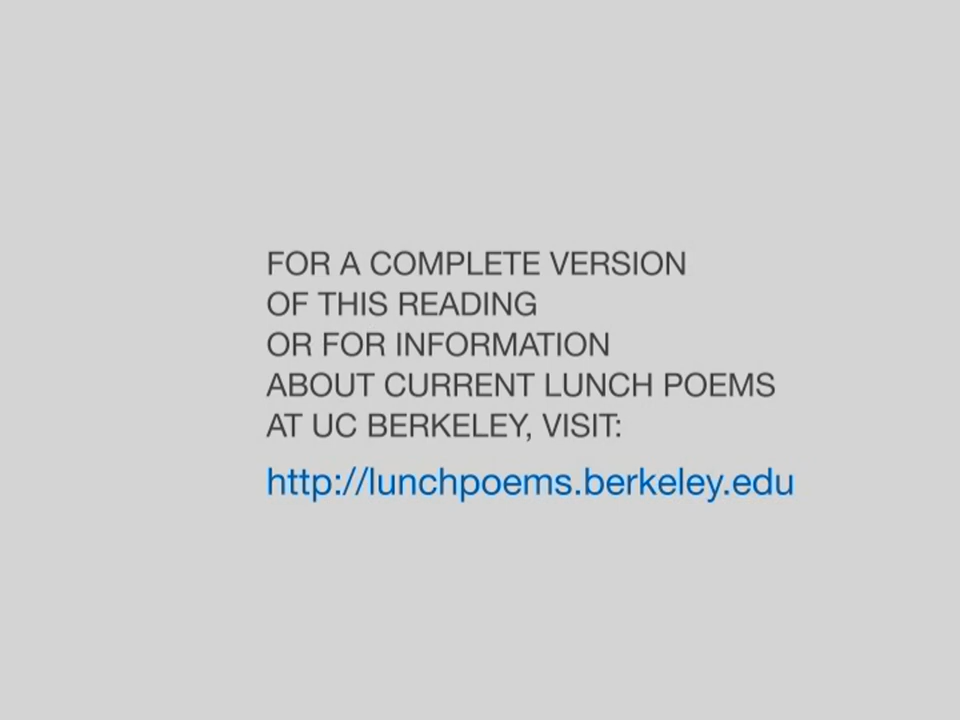 FOR A COMPLETE VERSION
OF THIS READING
OR FOR INFORMATION
ABOUT CURRENT LUNCH POEMS
AT UC BERKELEY, VISIT:
http://lunchpoems.berkeley.edu